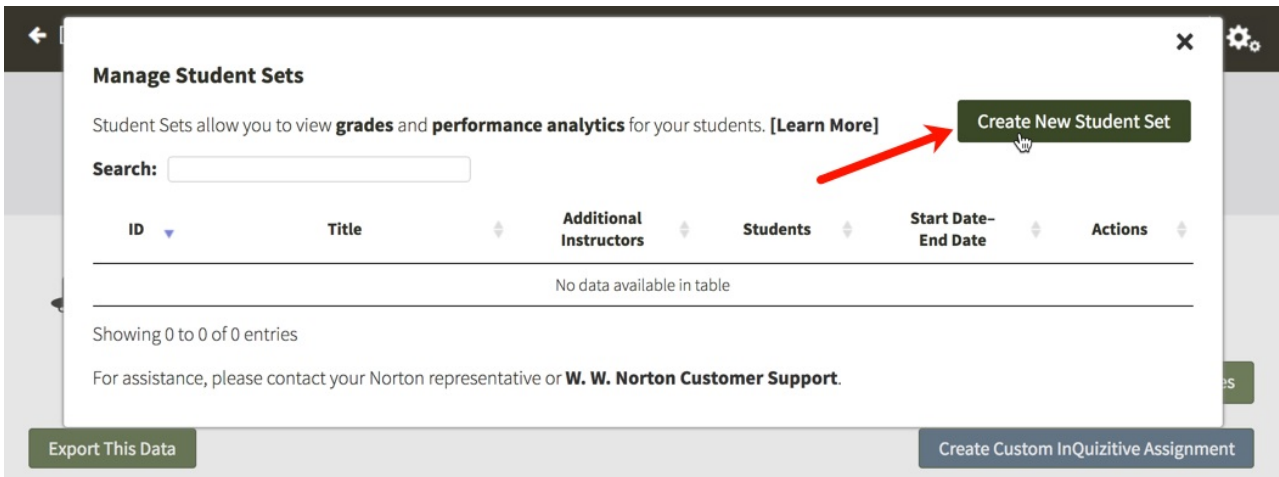 Manage Student Sets
Student Sets allow you to view grades and performance analytics for your students. [Learn More]
Create New Student Set
Search:
ID Title Additional Instructors Students Start Date– End Date Actions
No data available in table
Showing 0 to 0 of 0 entries
For assistance, please contact your Norton representative or W. W. Norton Customer Support.
Export This Data
Create Custom InQuizitive Assignment